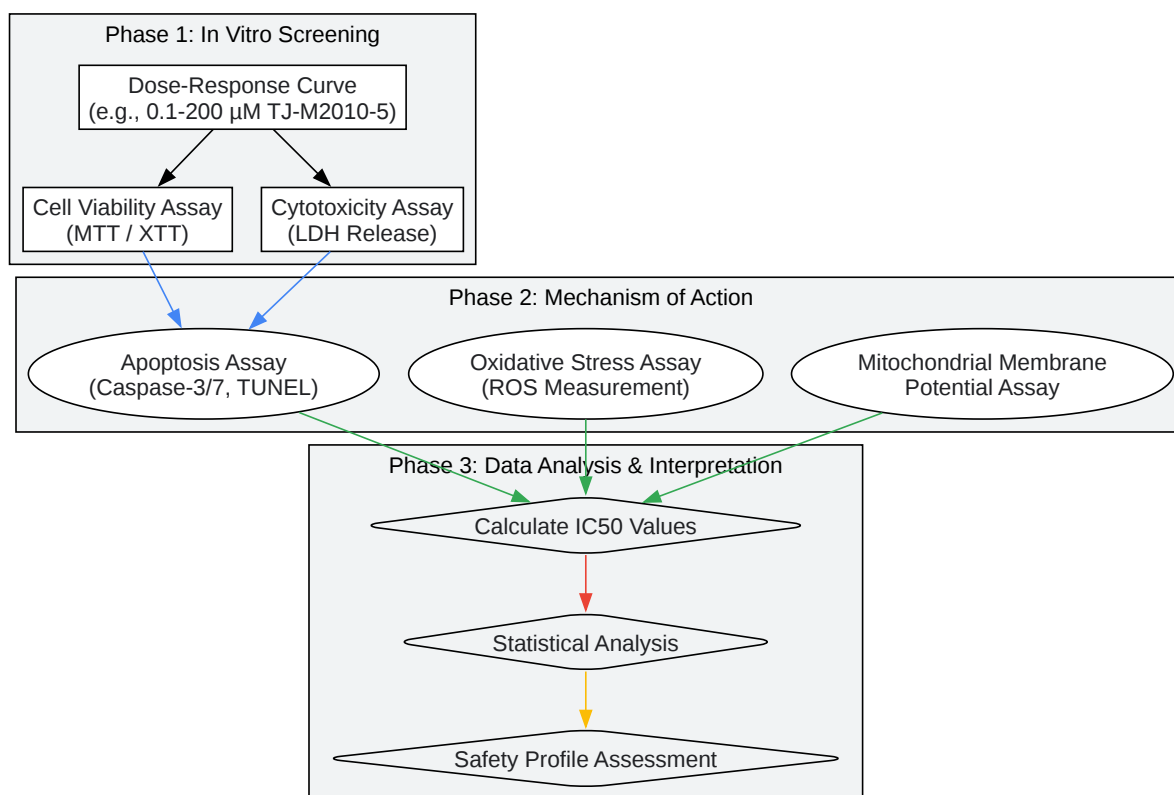 Phase 1: In Vitro Screening
Dose-Response Curve
(e.g., 0.1-200 µM TJ-M2010-5)
Cell Viability Assay
(MTT / XTT)
Cytotoxicity Assay
(LDH Release)
Phase 2: Mechanism of Action
Apoptosis Assay
(Caspase-3/7, TUNEL)
Oxidative Stress Assay
(ROS Measurement)
Mitochondrial Membrane
Potential Assay
Phase 3: Data Analysis & Interpretation
Calculate IC50 Values
Statistical Analysis
Safety Profile Assessment